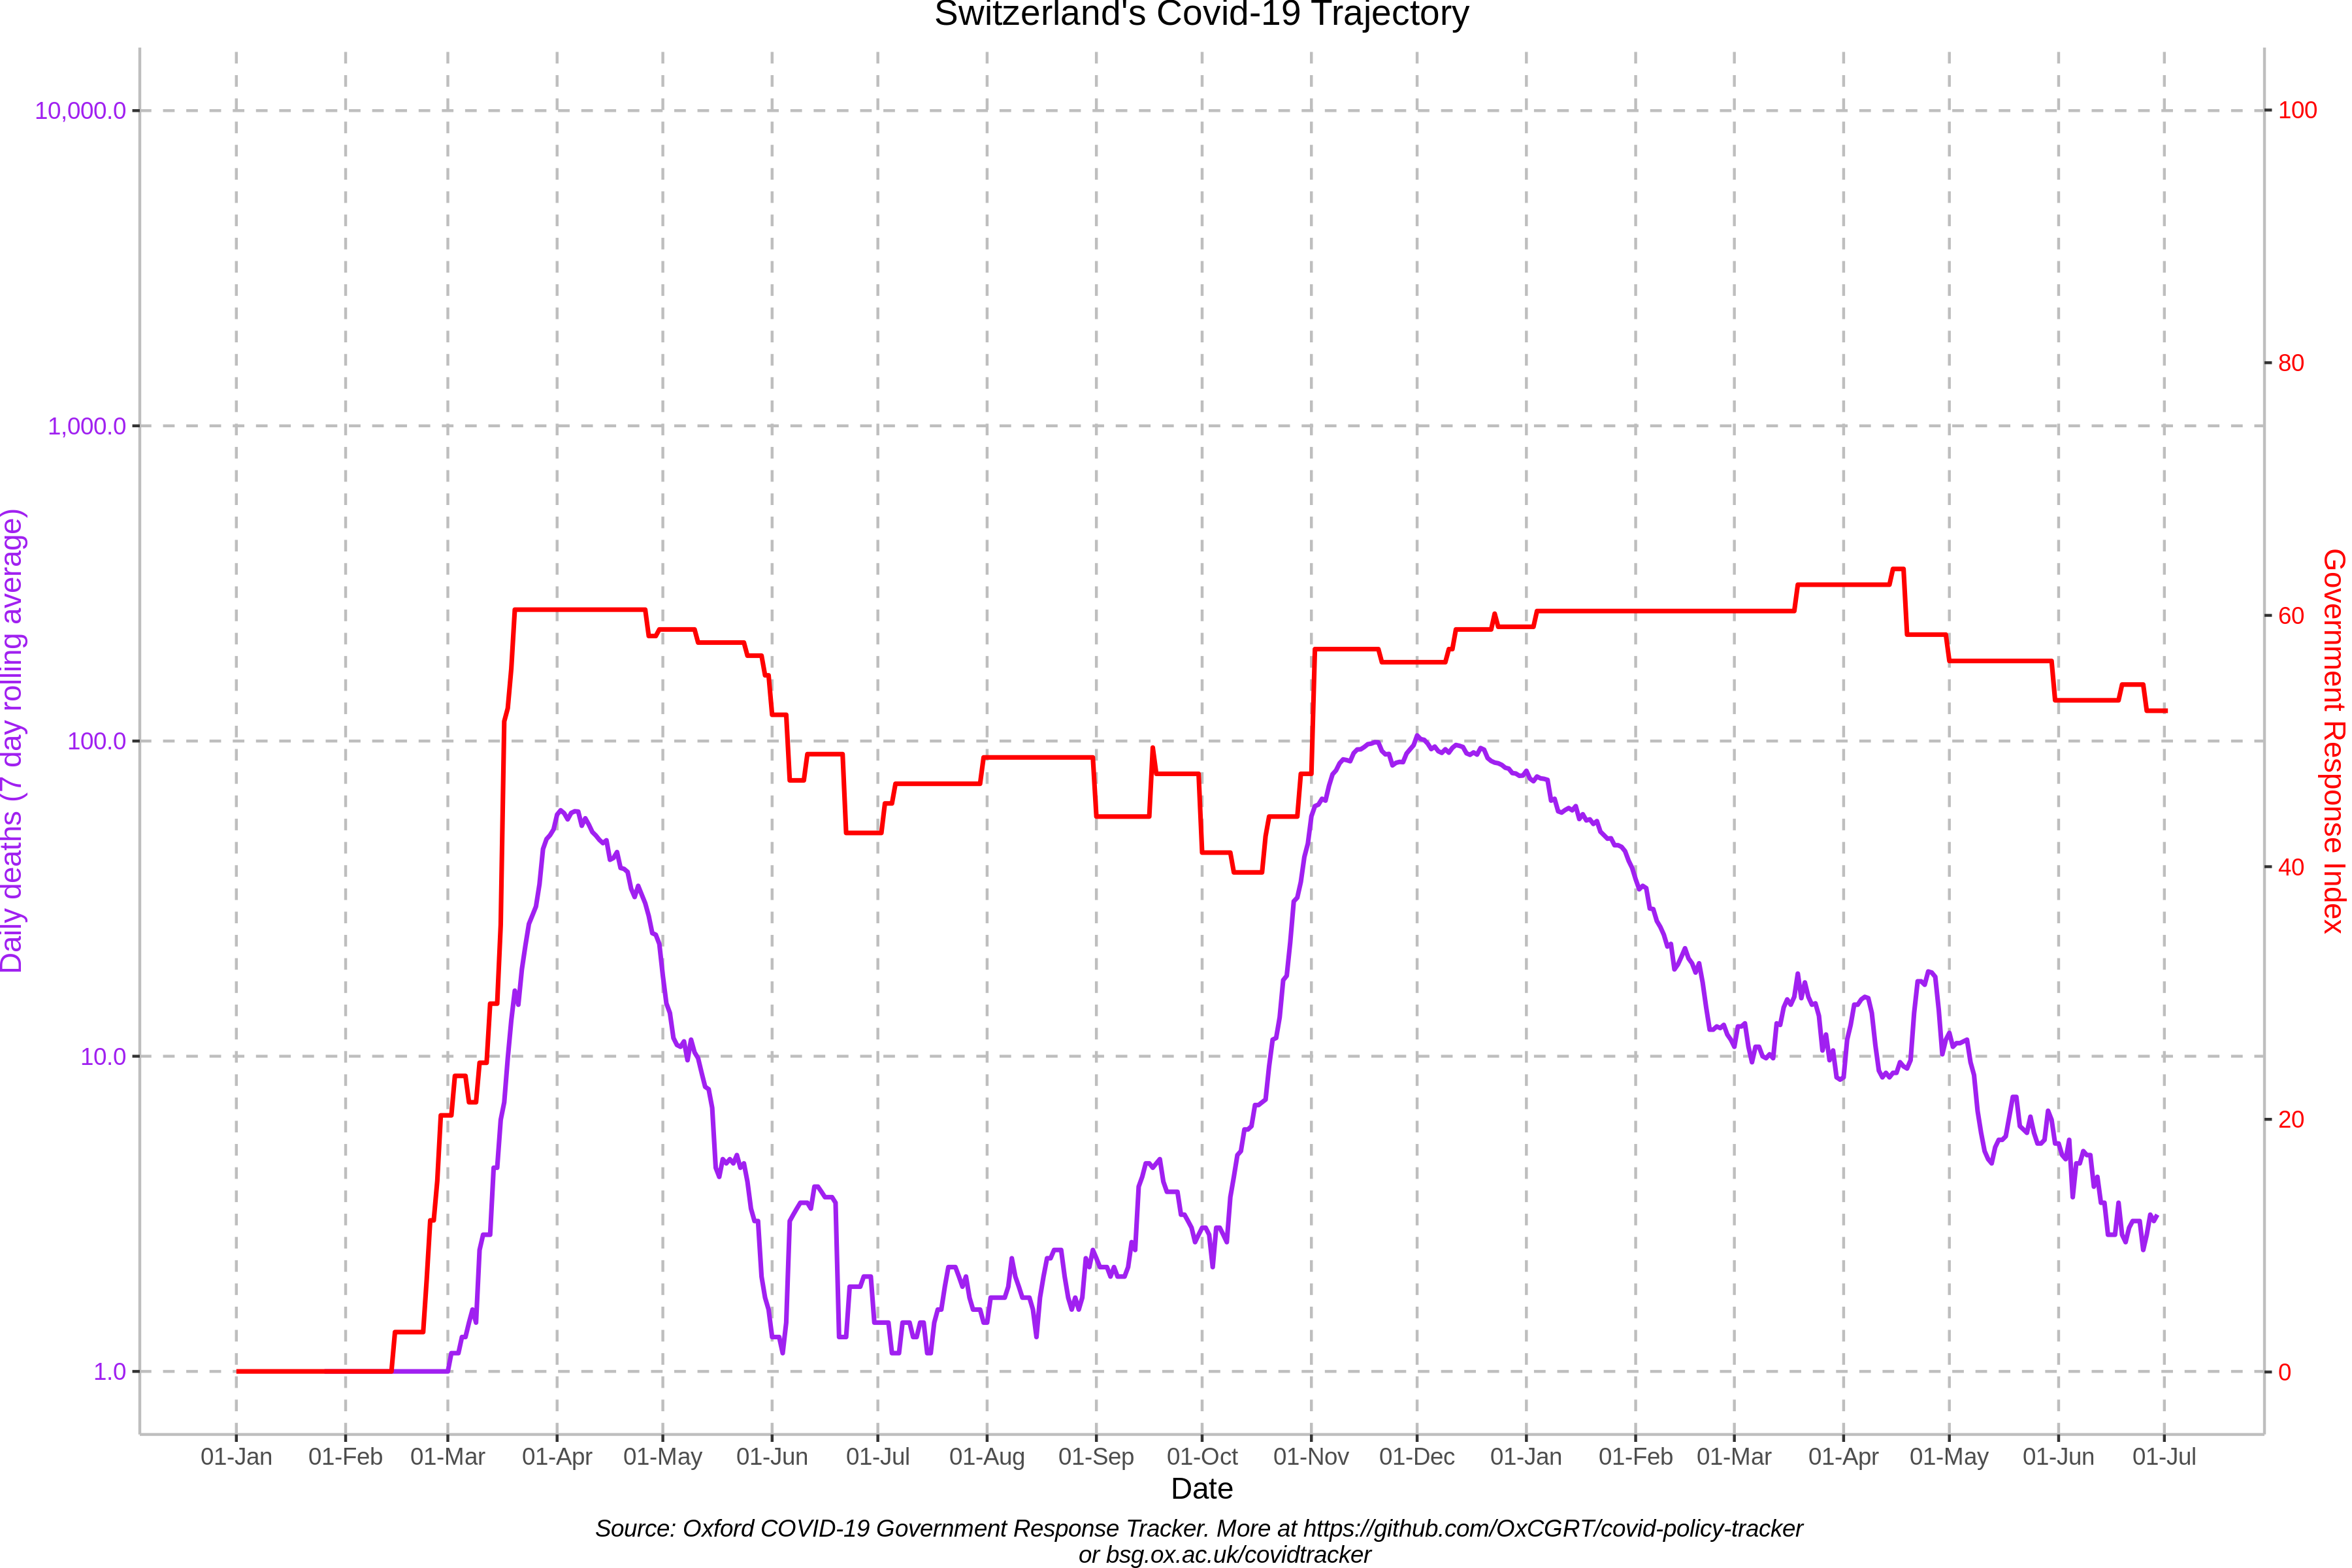 Switzerland's Covid-19 Trajectory
10,000.0
1,000.0
100.0
10.0
1.0
Daily deaths (7 day rolling average)
100
80
60
40
20
0
Government Response Index
01-Jan 01-Feb 01-Mar 01-Apr 01-May 01-Jun 01-Jul 01-Aug 01-Sep 01-Oct 01-Nov 01-Dec 01-Jan 01-Feb 01-Mar 01-Apr 01-May 01-Jun 01-Jul
Date
Source: Oxford COVID-19 Government Response Tracker. More at https://github.com/OxCGRT/covid-policy-tracker
or bsg.ox.ac.uk/covidtracker